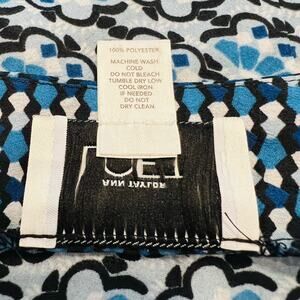 100% POLYESTER
MACHINE WASH
COLD
DO NOT BLEACH
TUMBLE DRY LOW
COOL IRON
IF NEEDED
DO NOT
DRY CLEAN
ANN TAYLOR